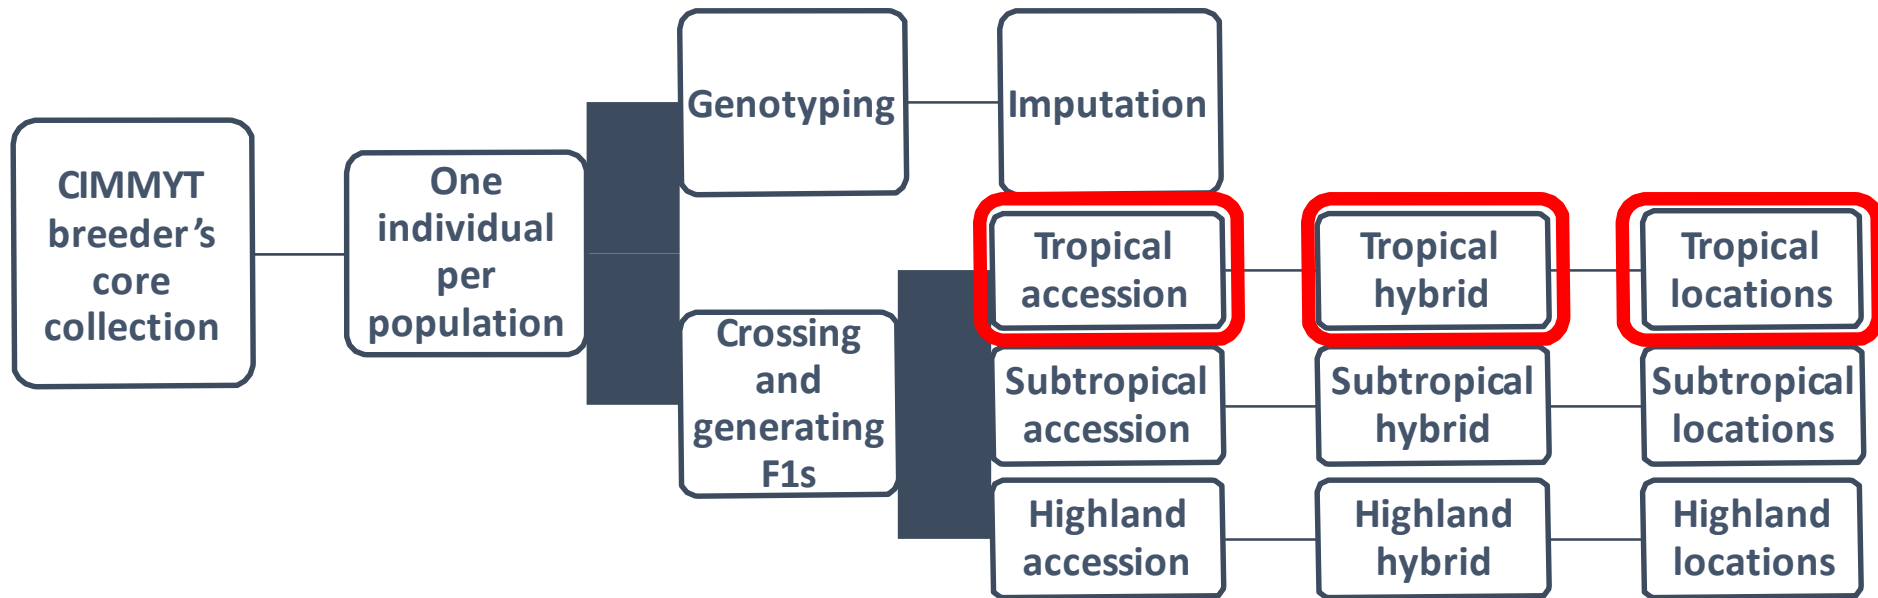 CIMMYT
breeder’s
core
collection
One
individual
per
population
Genotyping
Imputation
Crossing
and
generating
F1s
Tropical
accession
Tropical
hybrid
Tropical
locations
Subtropical
accession
Subtropical
hybrid
Subtropical
locations
Highland
accession
Highland
hybrid
Highland
locations